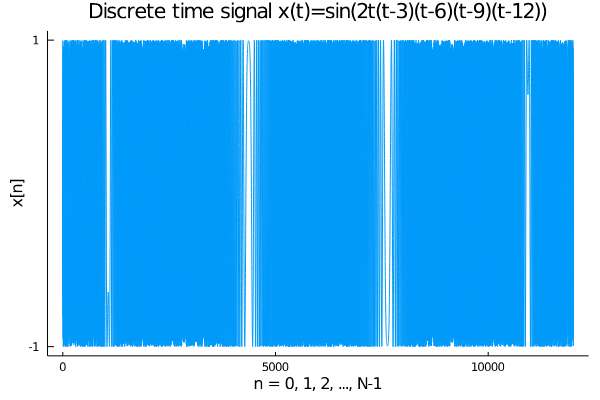 Discrete time signal x(t)=sin(2t(t-3)(t-6)(t-9)(t-12))
1
x[n]
-1
0 5000 10000
n = 0, 1, 2, ..., N-1